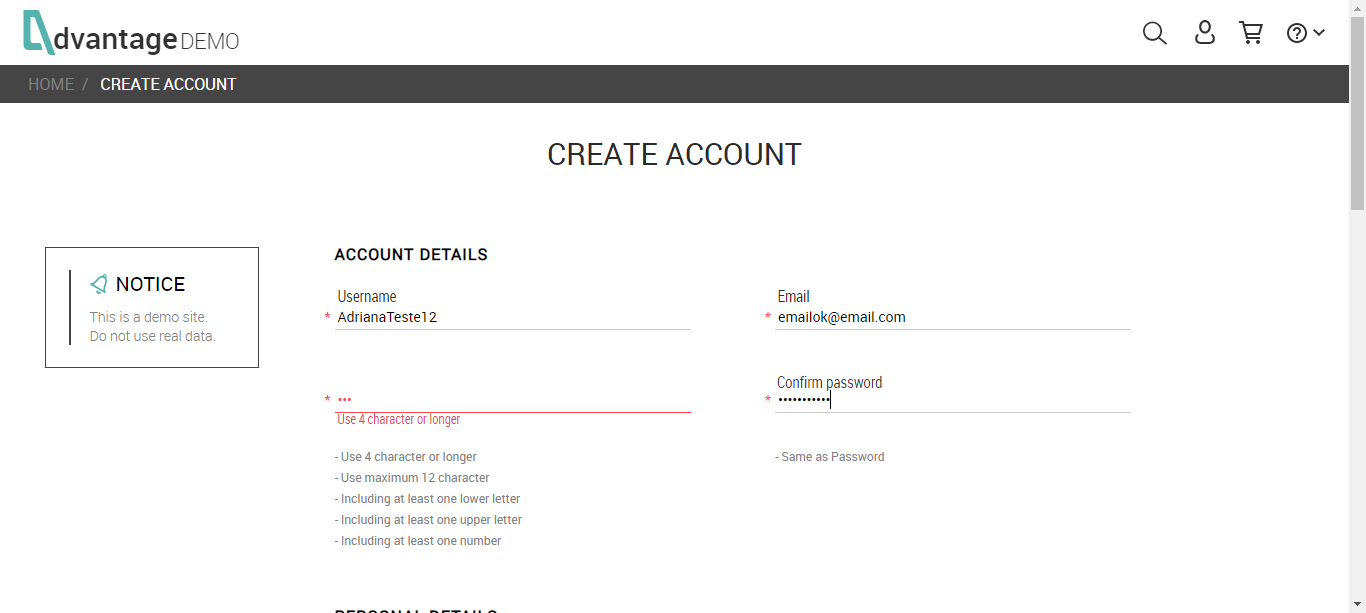 dvantage DEMO
HOME / CREATE ACCOUNT
CREATE ACCOUNT
NOTICE
This is a demo site.
Do not use real data.
ACCOUNT DETAILS
Username
* AdrianaTeste12
Email
* emailok@email.com
* •••
Use 4 character or longer
- Use 4 character or longer
- Use maximum 12 character
- Including at least one lower letter
- Including at least one upper letter
- Including at least one number
Confirm password
* •••••••••••
- Same as Password
PERSONAL DETAILS